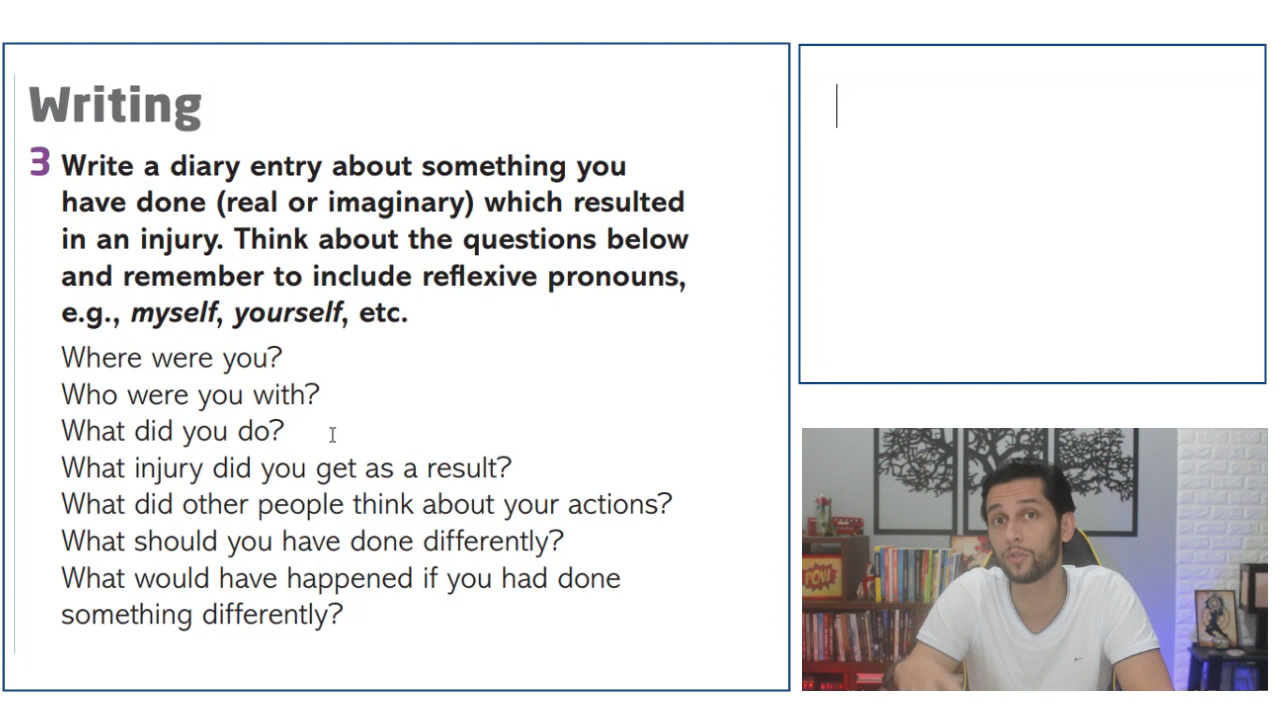 Writing
3 Write a diary entry about something you
have done (real or imaginary) which resulted
in an injury. Think about the questions below
and remember to include reflexive pronouns,
e.g., myself, yourself, etc.
Where were you?
Who were you with?
What did you do?
What injury did you get as a result?
What did other people think about your actions?
What should you have done differently?
What would have happened if you had done
something differently?
POW